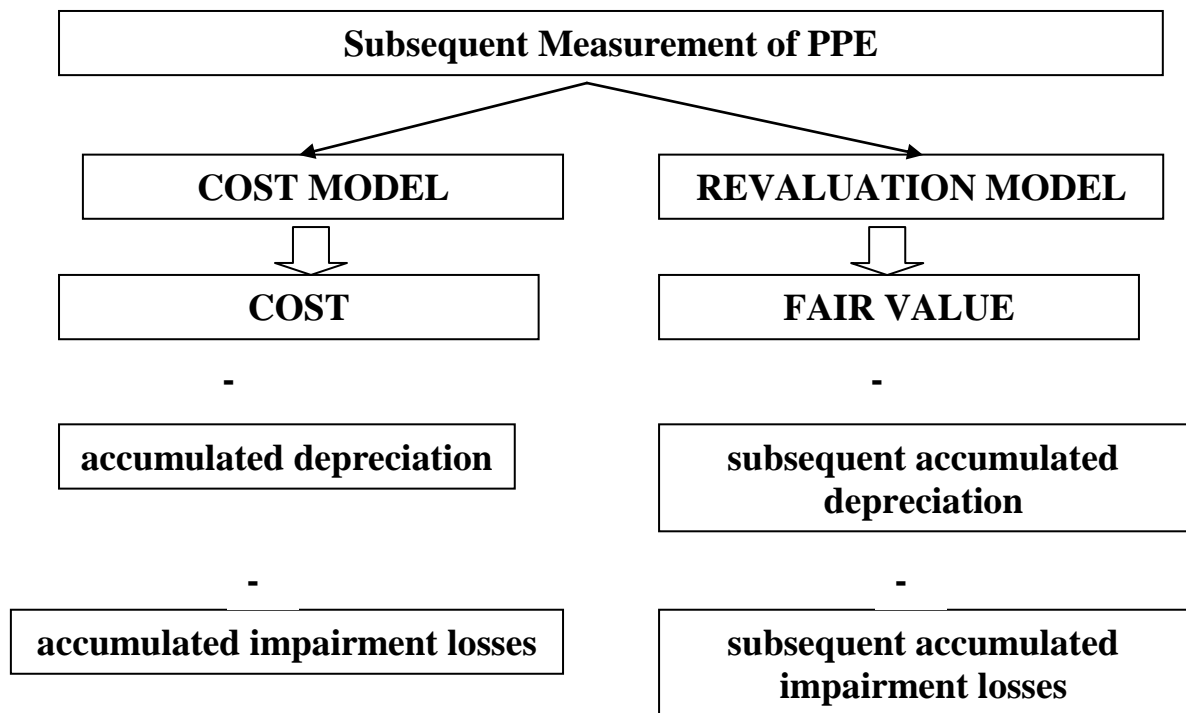 Subsequent Measurement of PPE
COST MODEL
REVALUATION MODEL
COST
FAIR VALUE
-
-
accumulated depreciation
subsequent accumulated
depreciation
-
-
accumulated impairment losses
subsequent accumulated
impairment losses